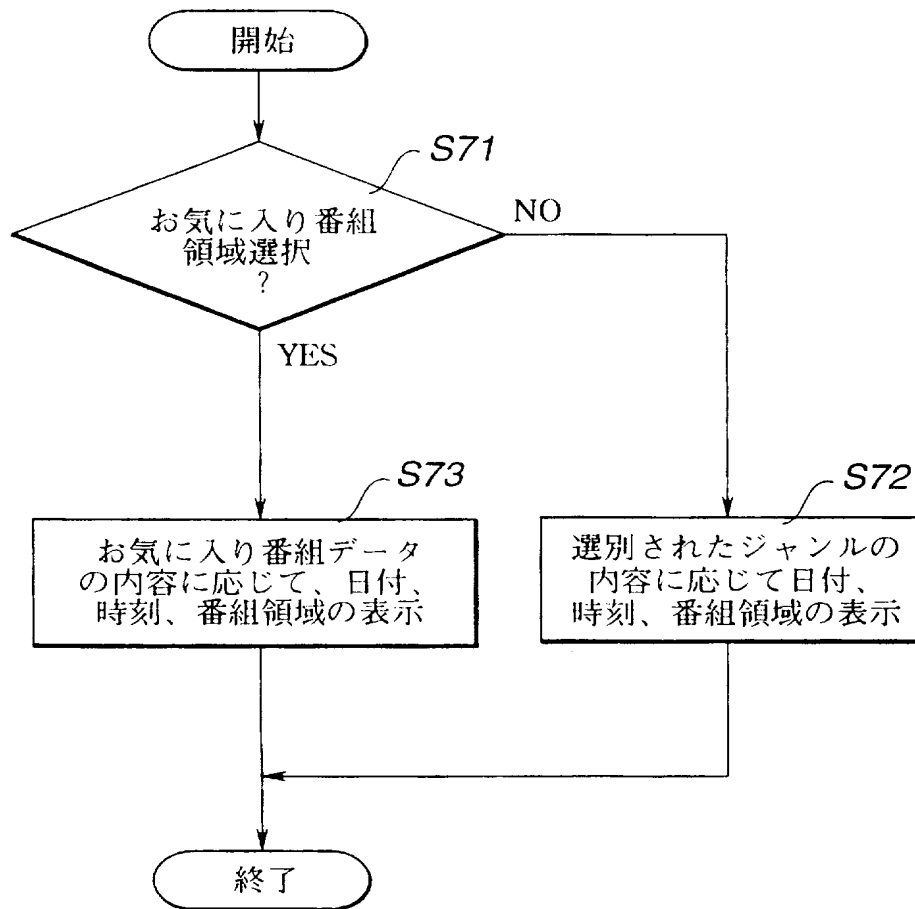 開始
S71
お気に入り番組
領域選択
?
NO
YES
S73
お気に入り番組データ
の内容に応じて、日付、
時刻、番組領域の表示
S72
選別されたジャンルの
内容に応じて日付、
時刻、番組領域の表示
終了